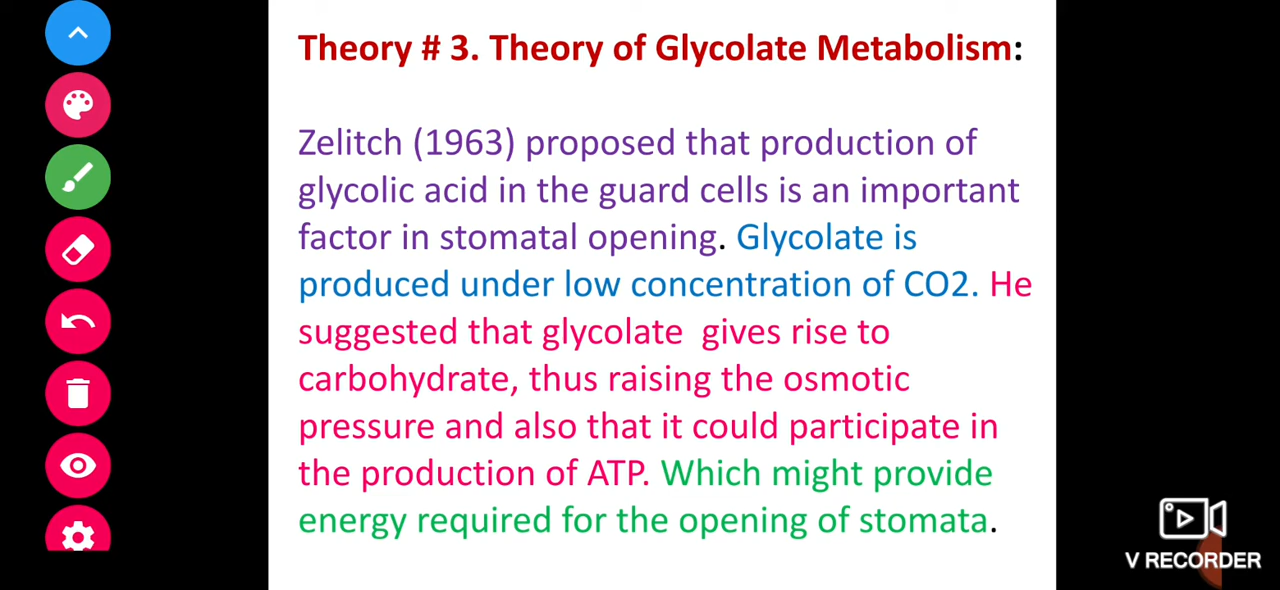 Theory # 3. Theory of Glycolate Metabolism:
Zelitch (1963) proposed that production of
glycolic acid in the guard cells is an important
factor in stomatal opening. Glycolate is
produced under low concentration of CO2. He
suggested that glycolate  gives rise to
carbohydrate, thus raising the osmotic
pressure and also that it could participate in
the production of ATP. Which might provide
energy required for the opening of stomata.
V RECORDER